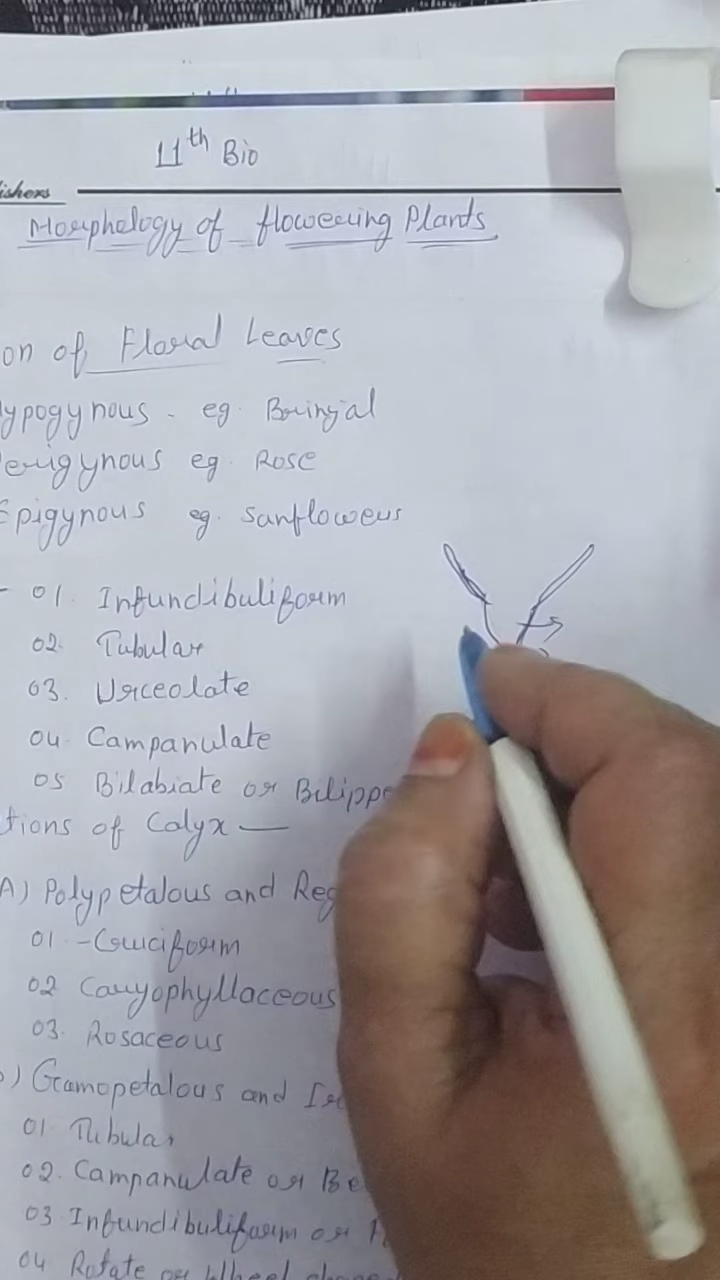 11th Bio
ishers
Morphology of flowering Plants
on of Floral Leaves
ypogynous - eg. Brinjal
erigynous eg. Rose
Epigynous eg. Sanflowers
01. Infundibuliform
02. Tubular
03. Urceolate
04. Campanulate
05 Bilabiate or Bilippe
tions of Calyx —
A) Polypetalous and Reg
01 - Cruciform
02 Caryophyllaceous
03. Rosaceous
) Gamopetalous and
01. Tubular
02. Campanulate or Be
03 Infundibuliform or
04 Rotate or Wheel shaped